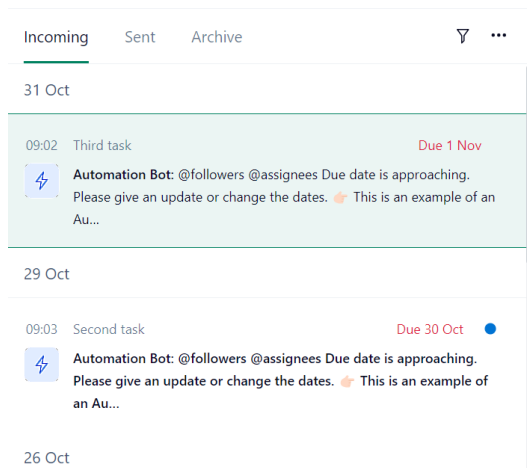 Incoming Sent Archive
31 Oct
09:02 Third task Due 1 Nov
Automation Bot: @followers @assignees Due date is approaching.
Please give an update or change the dates. 👉🏻 This is an example of an
Au...
29 Oct
09:03 Second task Due 30 Oct
Automation Bot: @followers @assignees Due date is approaching.
Please give an update or change the dates. 👉🏻 This is an example of
an Au...
26 Oct